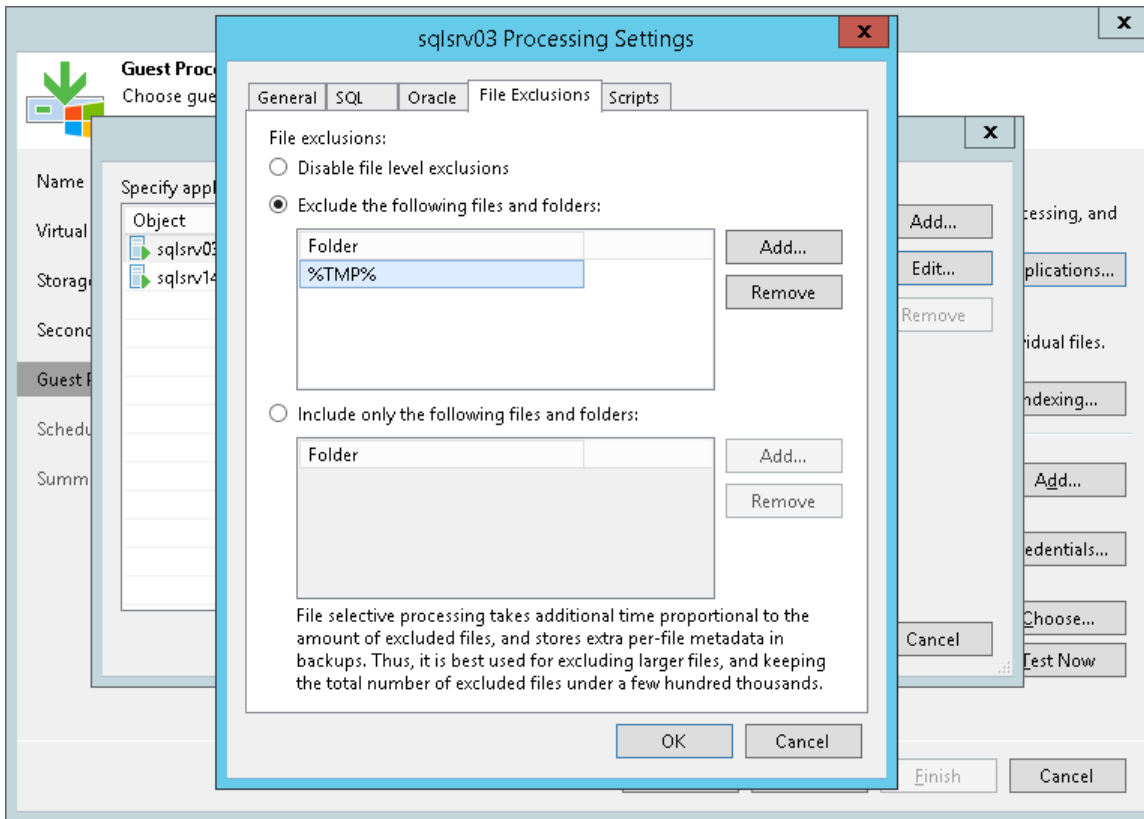 x
sqlsrv03 Processing Settings
x
Guest Proc
Choose gue
x
General
SQL
Oracle
File Exclusions
Scripts
File exclusions:
Disable file level exclusions
Exclude the following files and folders:
Folder
%TMP%
Add...
Remove
Include only the following files and folders:
Folder
Add...
Remove
File selective processing takes additional time proportional to the
amount of excluded files, and stores extra per-file metadata in
backups. Thus, it is best used for excluding larger files, and keeping
the total number of excluded files under a few hundred thousands.
OK
Cancel
Name
Virtual
Storag
Second
Guest P
Schedu
Summ
Specify appl
Object
sqlsrv03
sqlsrv14
Add...
Edit...
Remove
Cancel
cessing, and
plications...
vidual files.
ndexing...
Add...
edentials...
Choose...
Test Now
Finish
Cancel